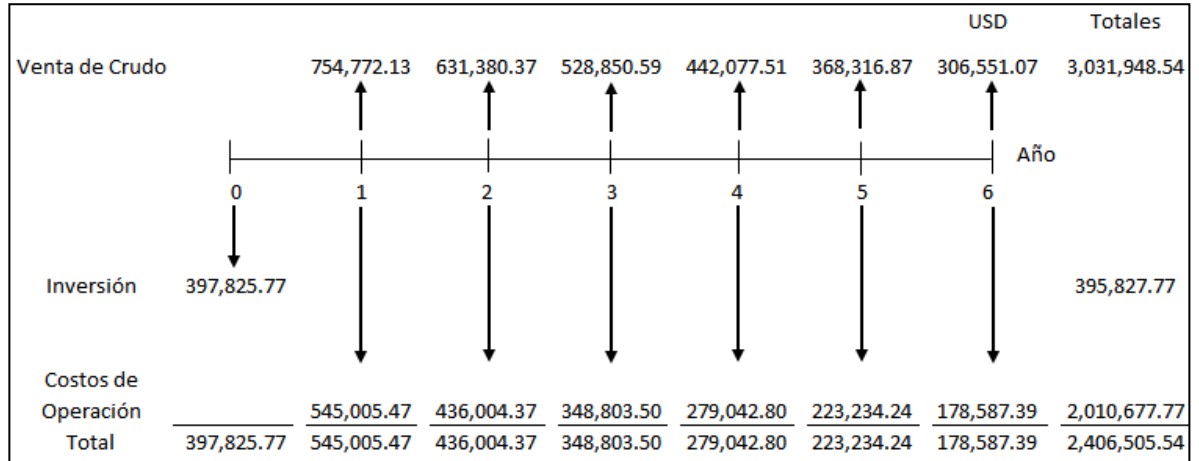 USD Totales
Venta de Crudo 754,772.13 631,380.37 528,850.59 442,077.51 368,316.87 306,551.07 3,031,948.54
Año
0 1 2 3 4 5 6
Inversión 397,825.77 395,827.77
Costos de
Operación 545,005.47 436,004.37 348,803.50 279,042.80 223,234.24 178,587.39 2,010,677.77
Total 397,825.77 545,005.47 436,004.37 348,803.50 279,042.80 223,234.24 178,587.39 2,406,505.54